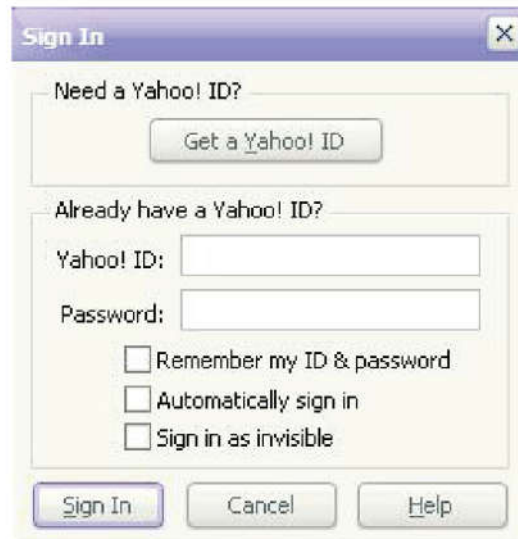 Sign In
Need a Yahoo! ID?
Get a Yahoo! ID
Already have a Yahoo! ID?
Yahoo! ID:
Password:
Remember my ID & password
Automatically sign in
Sign in as invisible
Sign In Cancel Help